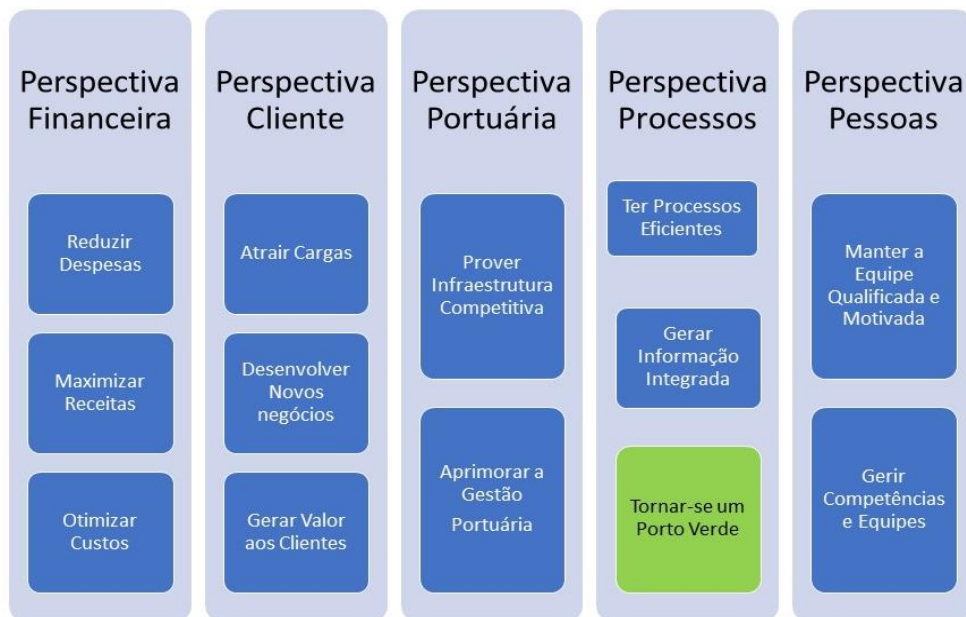 Perspectiva
Financeira
Reduzir
Despesas
Maximizar
Receitas
Otimizar
Custos
Perspectiva
Cliente
Atrair Cargas
Desenvolver
Novos
negócios
Gerar Valor
aos Clientes
Perspectiva
Portuária
Prover
Infraestrutura
Competitiva
Aprimorar a
Gestão
Portuária
Perspectiva
Processos
Ter Processos
Eficientes
Gerar
Informação
Integrada
Tornar-se um
Porto Verde
Perspectiva
Pessoas
Manter a
Equipe
Qualificada e
Motivada
Gerir
Competências
e Equipes